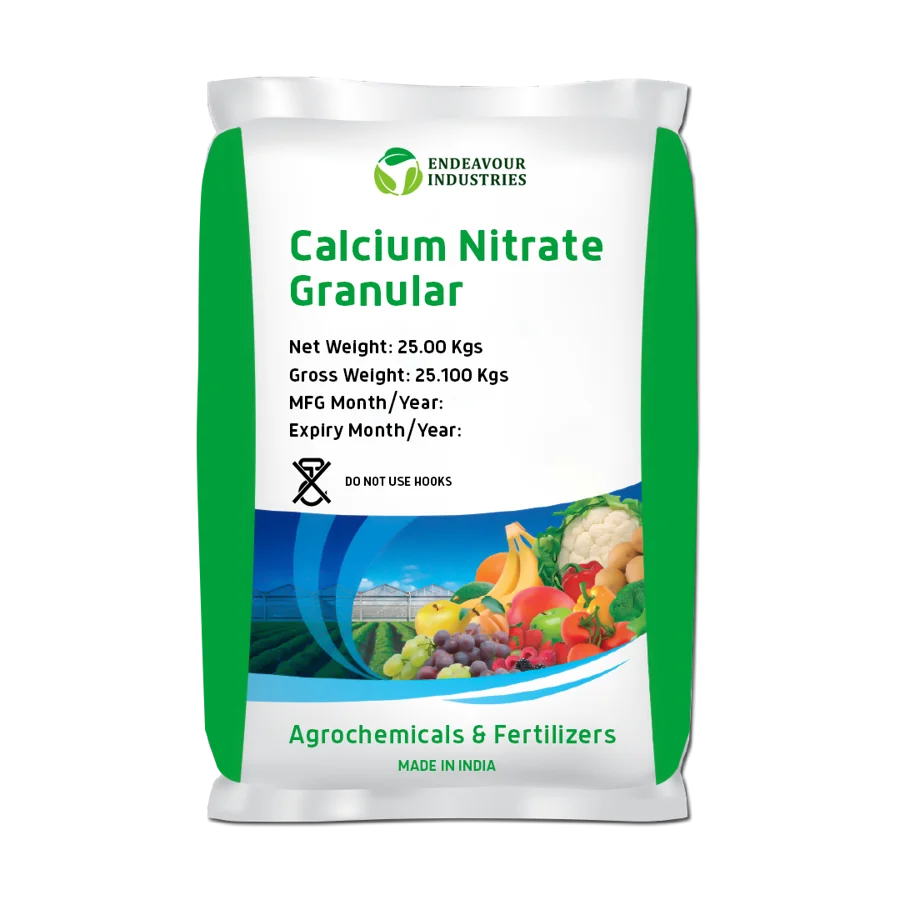 ENDEAVOUR
INDUSTRIES
Calcium Nitrate
Granular
Net Weight: 25.00 Kgs
Gross Weight: 25.100 Kgs
MFG Month/Year:
Expiry Month/Year:
DO NOT USE HOOKS
Agrochemicals & Fertilizers
MADE IN INDIA